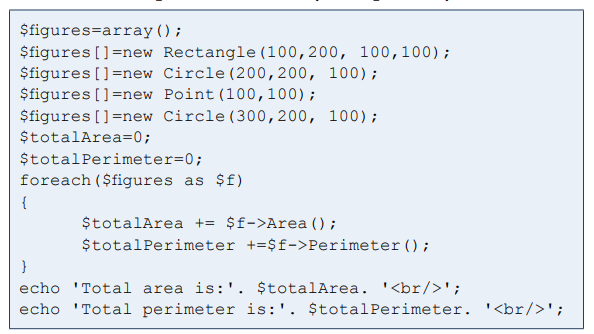 $figures=array();
$figures[]=new Rectangle(100,200, 100,100);
$figures[]=new Circle(200,200, 100);
$figures[]=new Point(100,100);
$figures[]=new Circle(300,200, 100);
$totalArea=0;
$totalPerimeter=0;
foreach($figures as $f)
{
$totalArea += $f->Area();
$totalPerimeter +=$f->Perimeter();
}
echo 'Total area is:'. $totalArea. '<br/>';
echo 'Total perimeter is:'. $totalPerimeter. '<br/>';